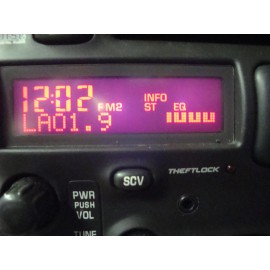 12:02 FM2 INFO
ST EQ
LA01.9
SCV
THEFTLOCK
PWR
PUSH
VOL
TUNE